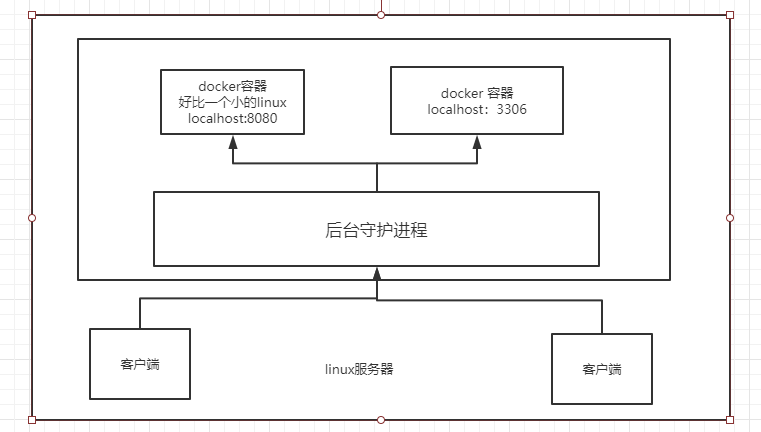 docker容器
好比一个小的linux
localhost:8080
docker 容器
localhost：3306
后台守护进程
客户端
linux服务器
客户端